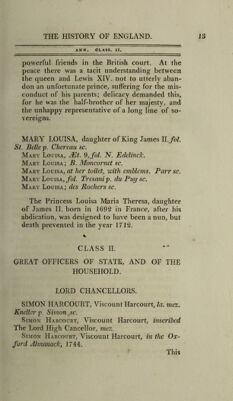 THE HISTORY OF ENGLAND. 13
ANN. CLASS. II.
powerful friends in the British court. At the
peace there was a tacit understanding between
the queen and Lewis XIV. not to utterly aban-
don an unfortunate prince, suffering for the mis-
conduct of his parents; delicacy demanded this,
for he was the half-brother of her majesty, and
the unhappy representative of a long line of so-
vereigns.
MARY LOUISA, daughter of King James II. fol.
St. Belle p. Chereau sc.
MARY LOUISA, Æt. 9, fol. N. Edelinck.
MARY LOUISA; B. Moncornet sc.
MARY LOUISA, at her toilet, with emblems. Parr sc.
MARY LOUISA, fol. Tresani p. du Puy sc.
MARY LOUISA; des Rochers sc.
The Princess Louisa Maria Theresa, daughter
of James II. born in 1692 in France, after his
abdication, was designed to have been a nun, but
death prevented in the year 1712.
CLASS II.
GREAT OFFICERS OF STATE, AND OF THE
HOUSEHOLD.
LORD CHANCELLORS.
SIMON HARCOURT, Viscount Harcourt, la. mez.
Kneller p. Simon sc.
SIMON HARCOURT, Viscount Harcourt, inscribed
The Lord High Cancellor, mez.
SIMON HARCOURT, Viscount Harcourt, in the Ox-
ford Almanack, 1744.
This